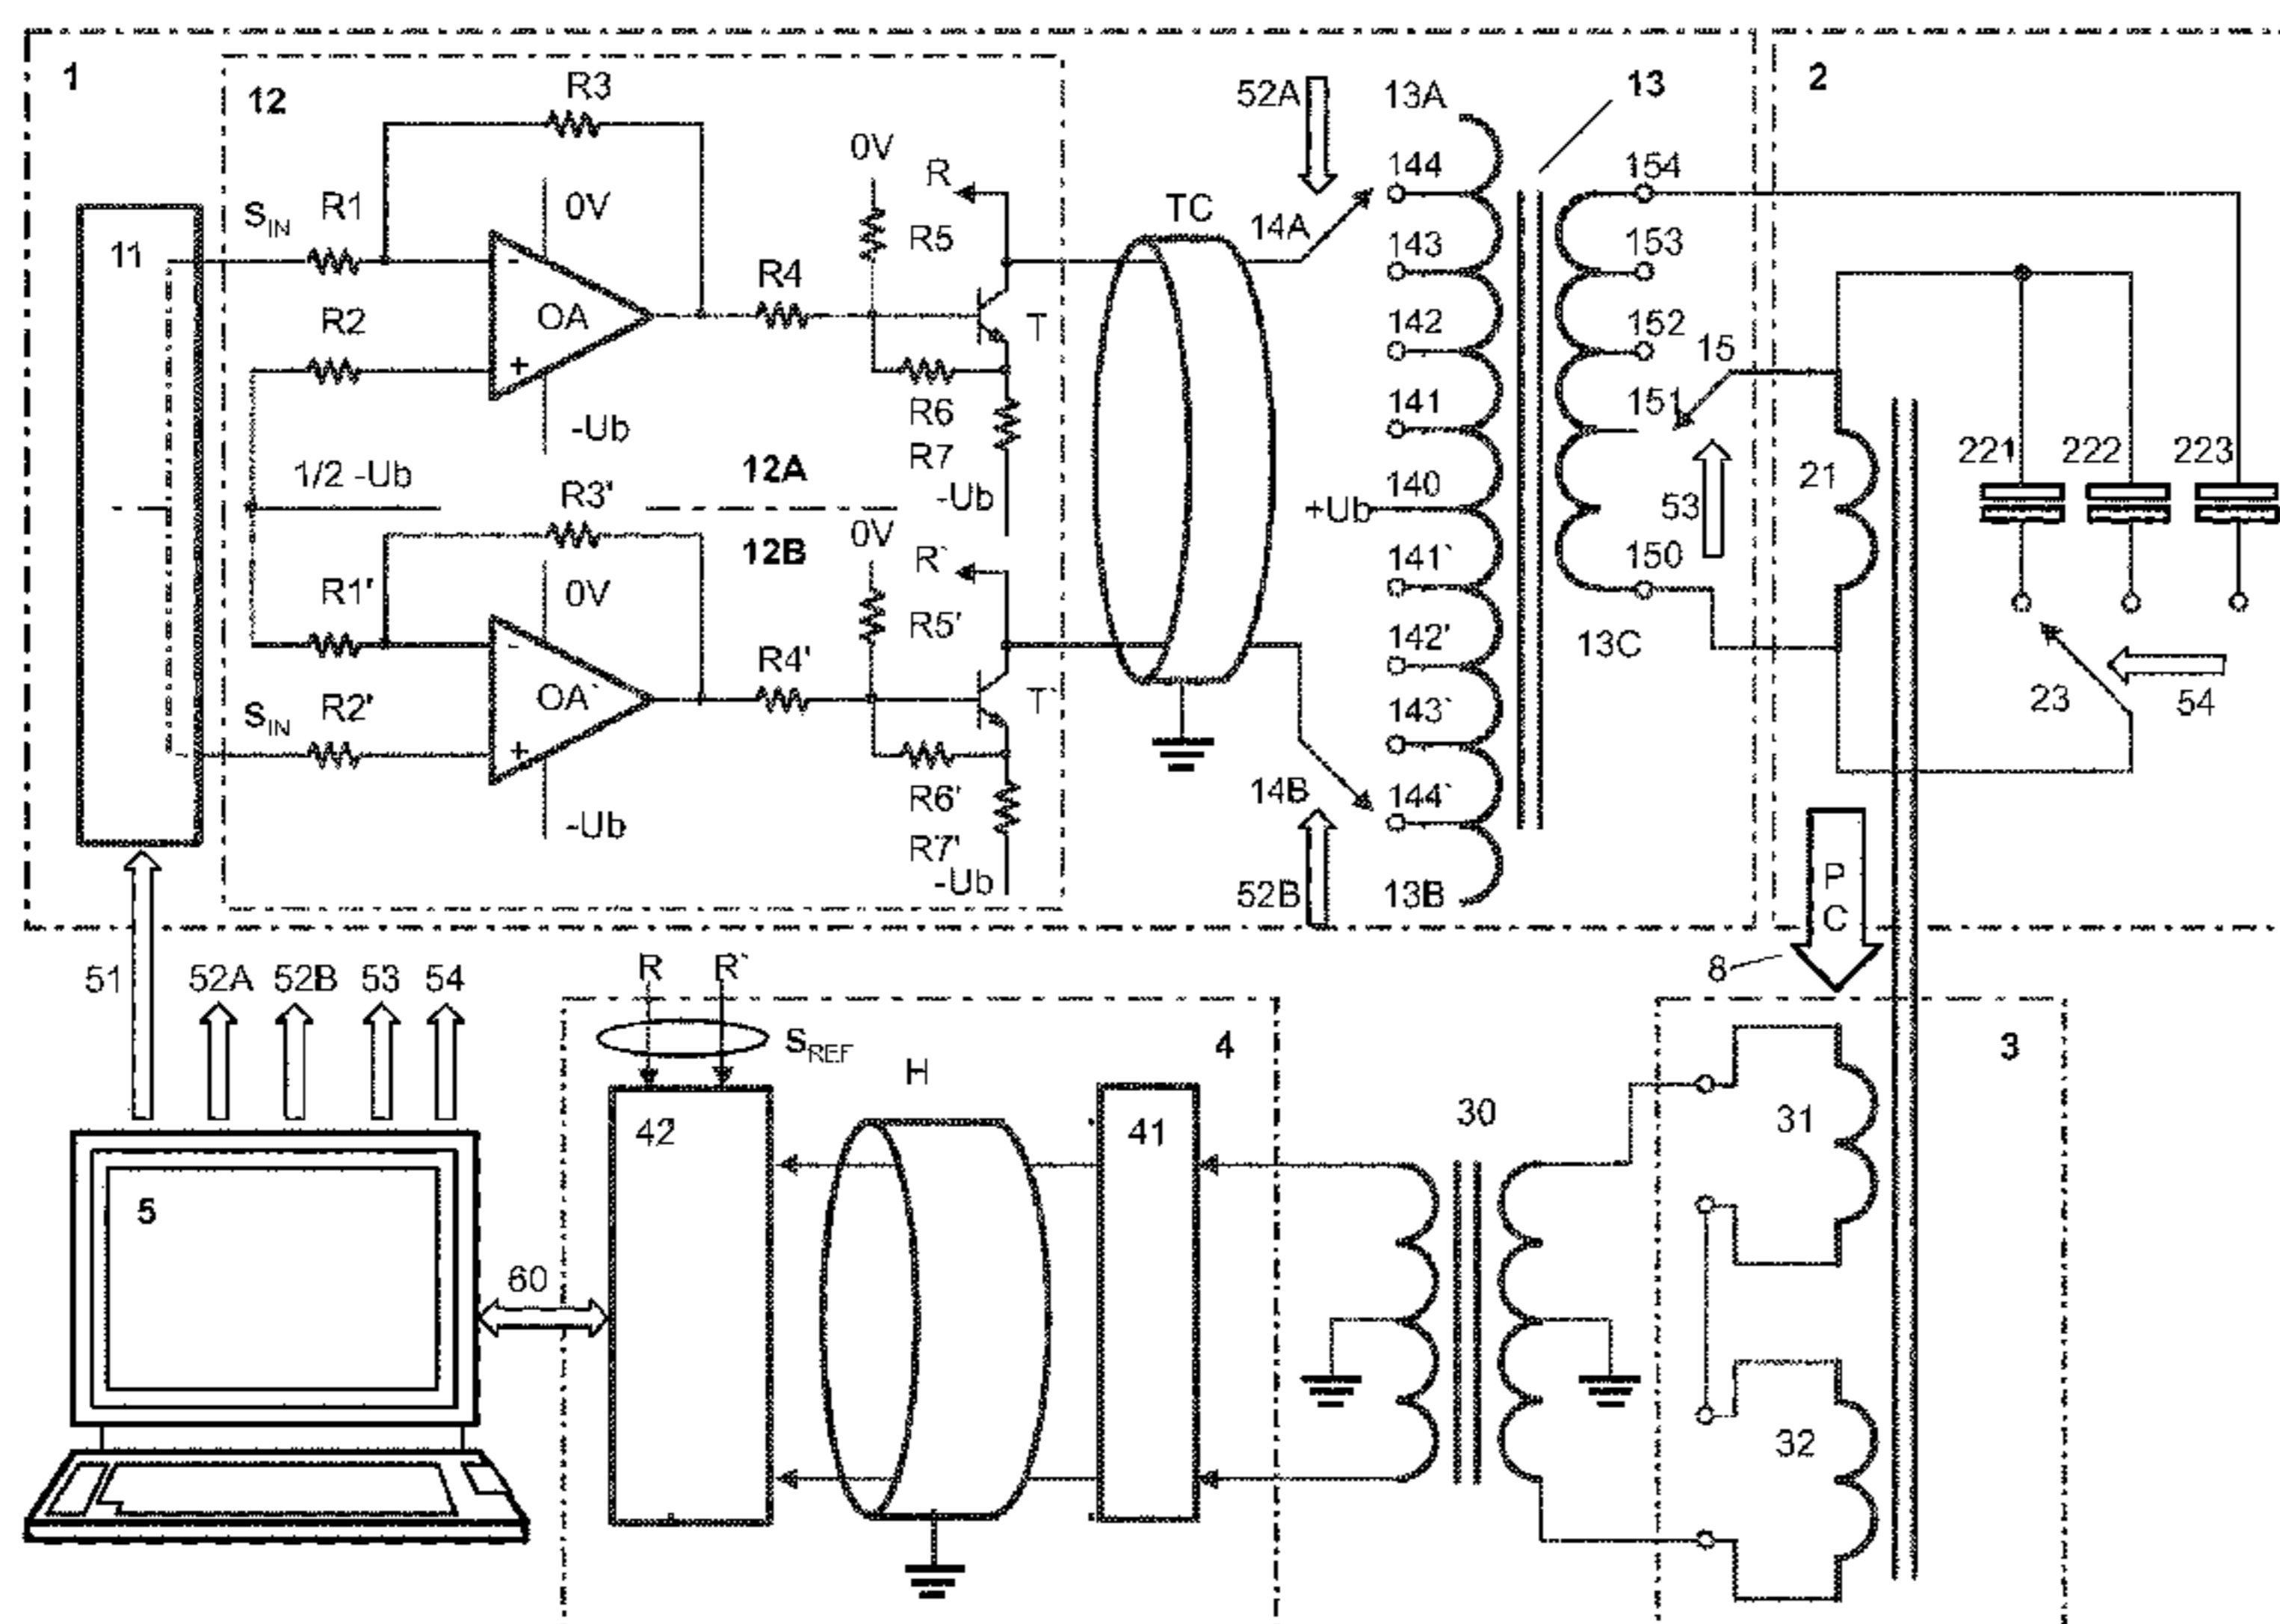 1
12
R3
0V
R
52A
13A
13
2
144
154
S_IN
R1
0V
R5
TC
14A
11
143
153
R2
OA
R4
T
142
152
15
-Ub
R6
141
151
R7
1/2 -Ub
12A
-Ub
140
53
21
221
222
223
R3'
+Ub
12B
0V
R`
141`
150
R1'
0V
R5'
142'
13C
R4'
OA`
T`
143`
23
54
S_IN
R2'
R6'
14B
144`
-Ub
R7'
-Ub
52B
13B
P
C
51
52A
52B
53
54
R
R`
8
S_REF
4
3
H
42
41
30
31
5
60
32